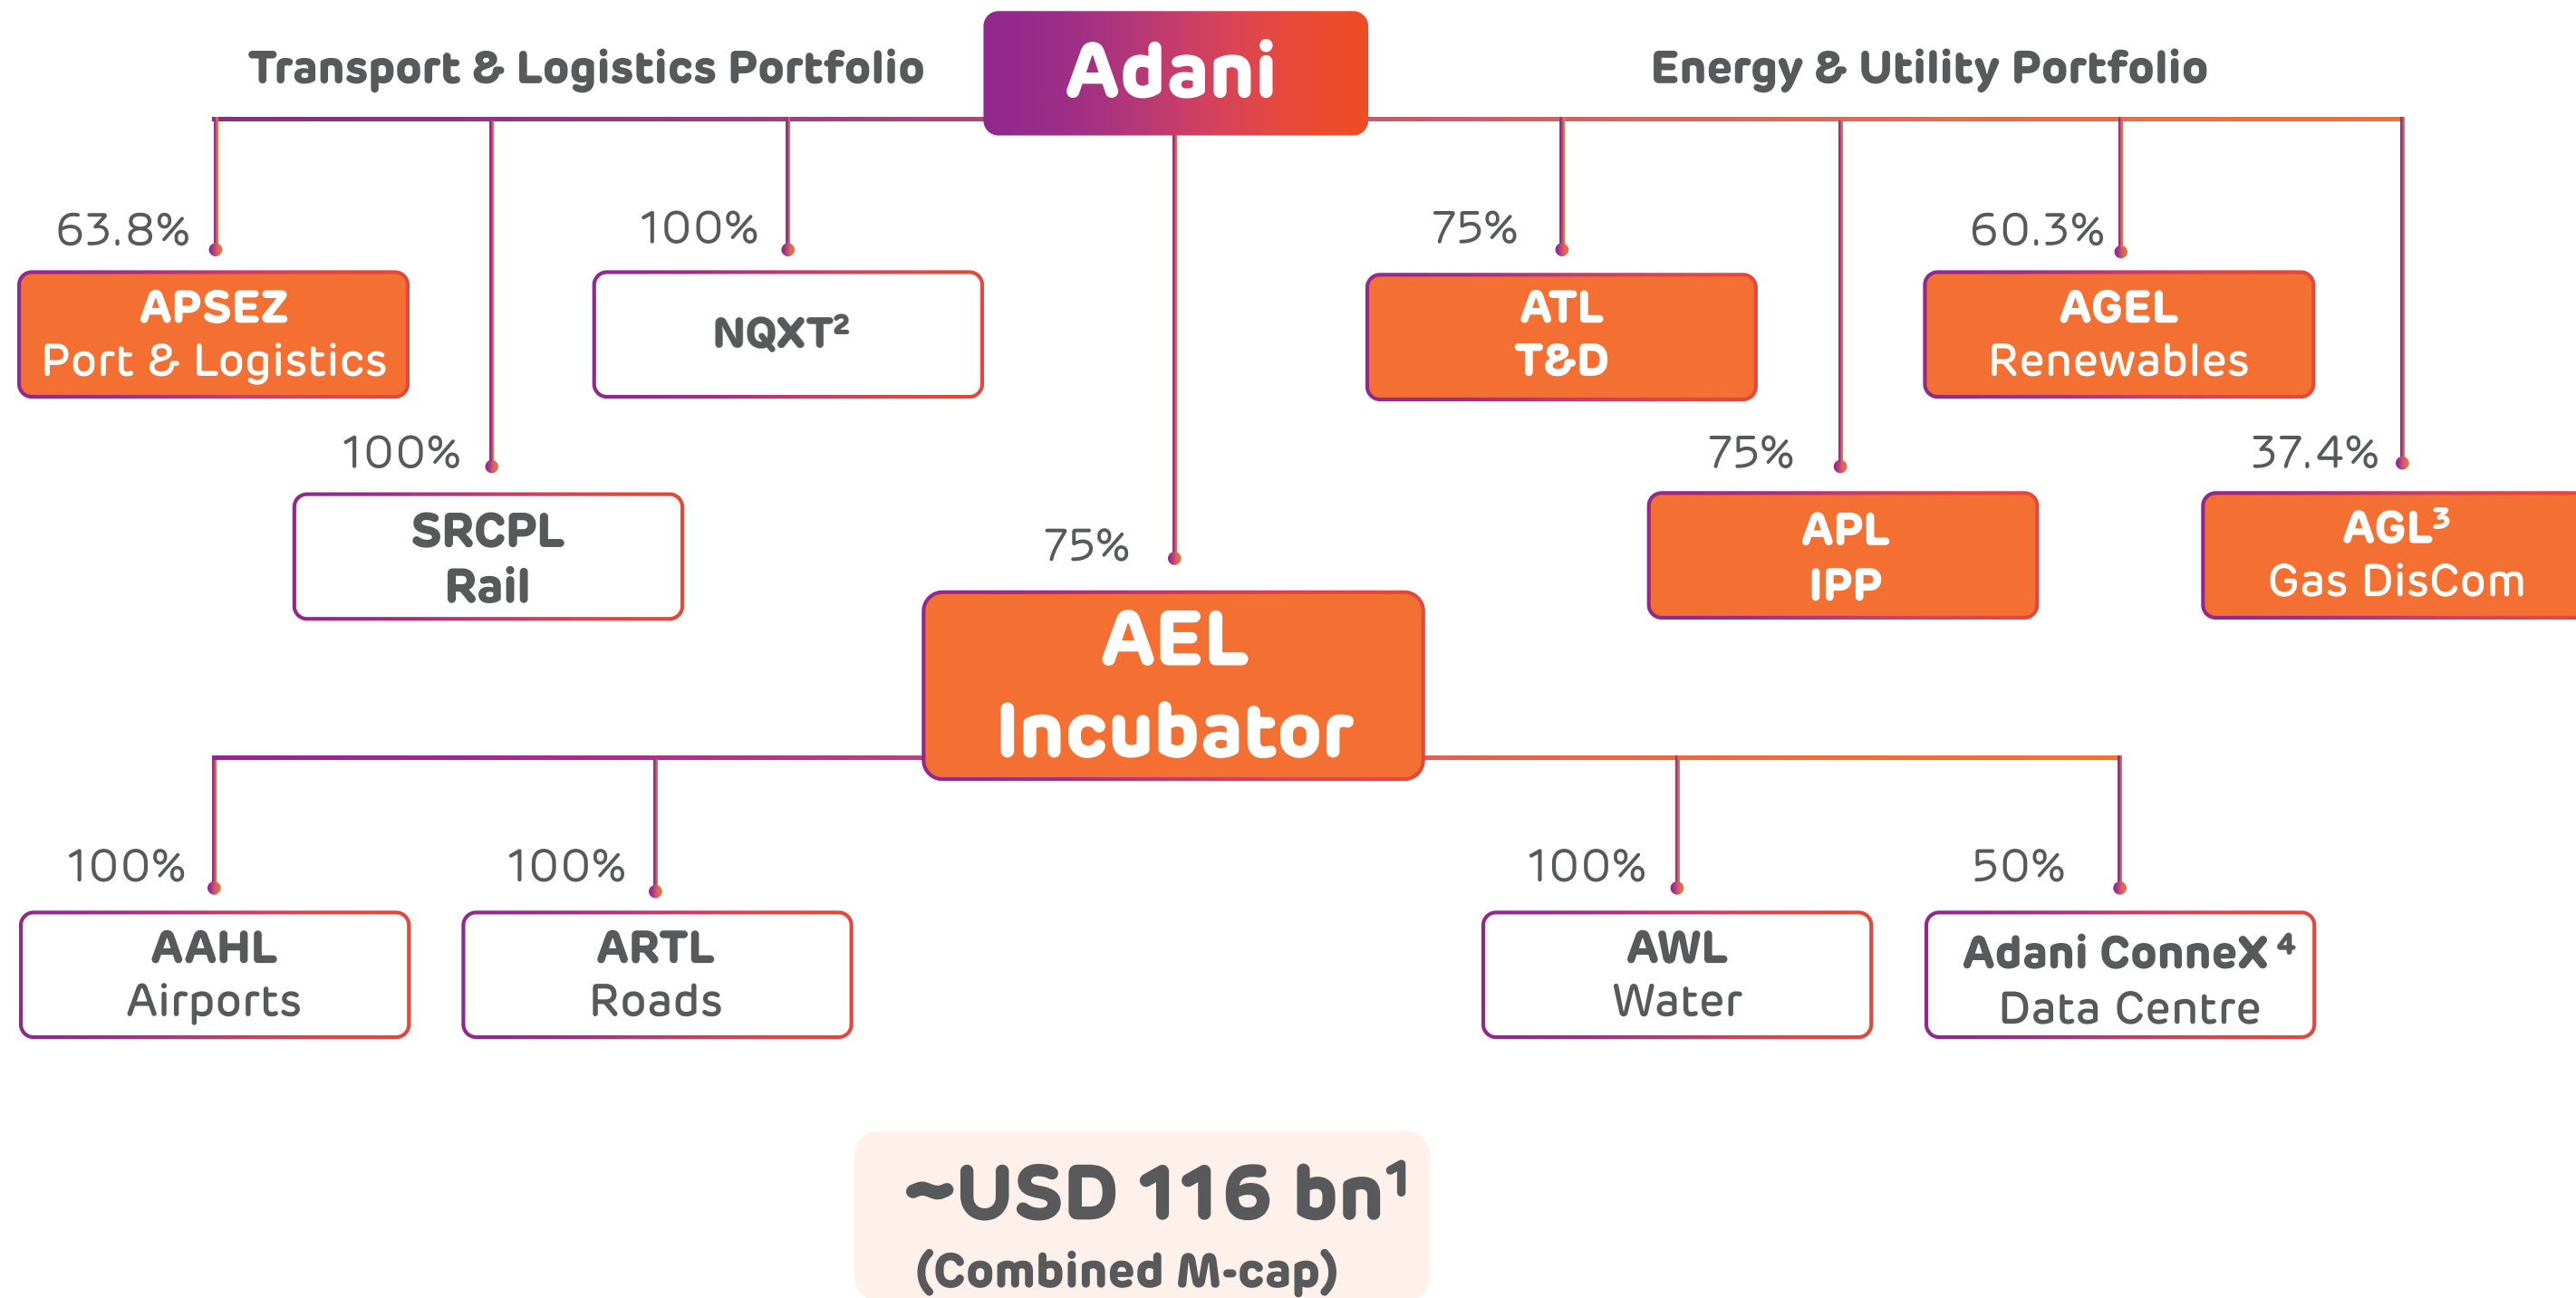 Adani
Transport & Logistics Portfolio
Energy & Utility Portfolio
63.8%
APSEZ
Port & Logistics
100%
SRCPL
Rail
100%
NQXT²
75%
ATL
T&D
75%
APL
IPP
60.3%
AGEL
Renewables
37.4%
AGL³
Gas DisCom
75%
AEL
Incubator
100%
AAHL
Airports
100%
ARTL
Roads
100%
AWL
Water
50%
Adani ConneX ⁴
Data Centre
~USD 116 bn¹
(Combined M-cap)